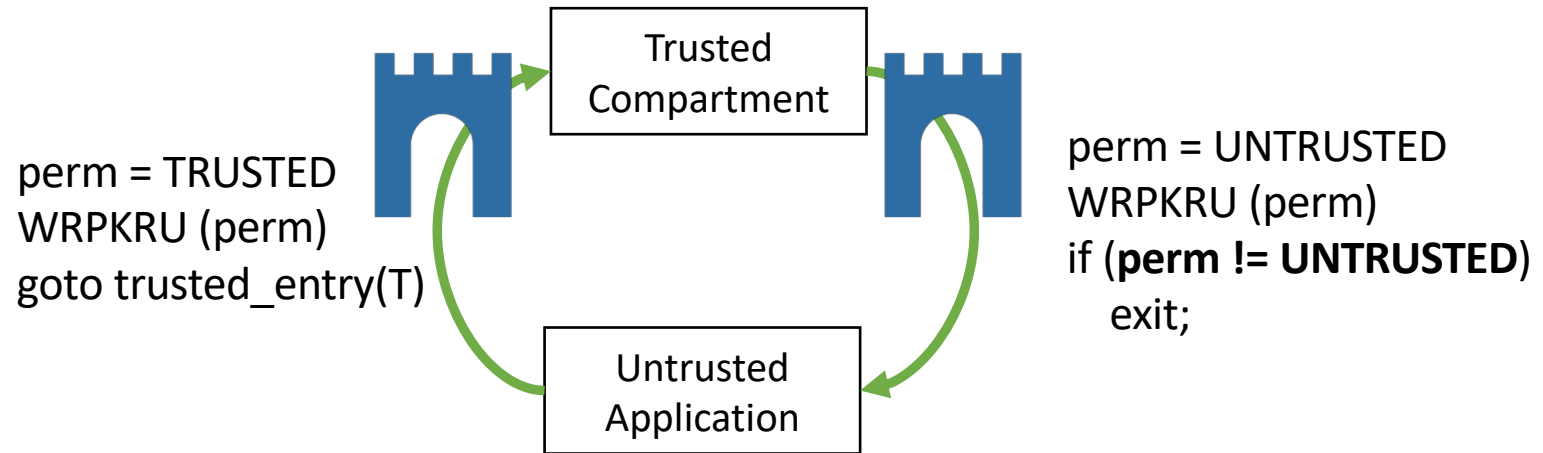 Trusted
Compartment
perm = TRUSTED
WRPKRU (perm)
goto trusted_entry(T)
perm = UNTRUSTED
WRPKRU (perm)
if (perm != UNTRUSTED)
exit;
Untrusted
Application